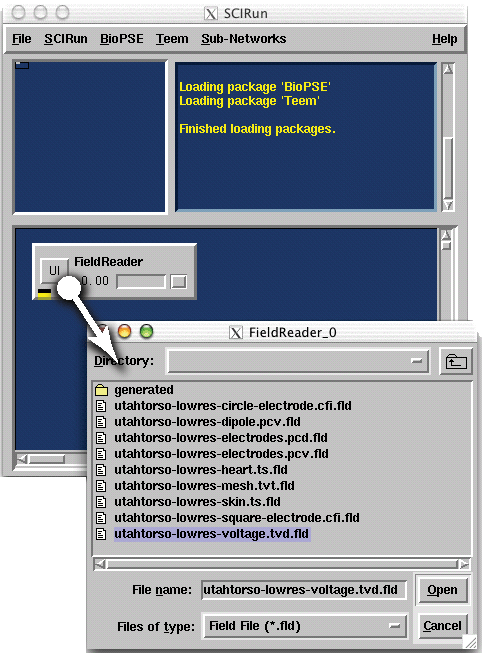 SCIRun
File SCIRun BioPSE Teem Sub-Networks Help
Loading package 'BioPSE'
Loading package 'Teem'
Finished loading packages.
FieldReader
UI
0.00
FieldReader_0
Directory:
generated
utahtorso-lowres-circle-electrode.cfi.fld
utahtorso-lowres-dipole.pcv.fld
utahtorso-lowres-electrodes.pcd.fld
utahtorso-lowres-electrodes.pcv.fld
utahtorso-lowres-heart.ts.fld
utahtorso-lowres-mesh.tvt.fld
utahtorso-lowres-skin.ts.fld
utahtorso-lowres-square-electrode.cfi.fld
utahtorso-lowres-voltage.tvd.fld
File name: utahtorso-lowres-voltage.tvd.fld Open
Files of type: Field File (*.fld) Cancel